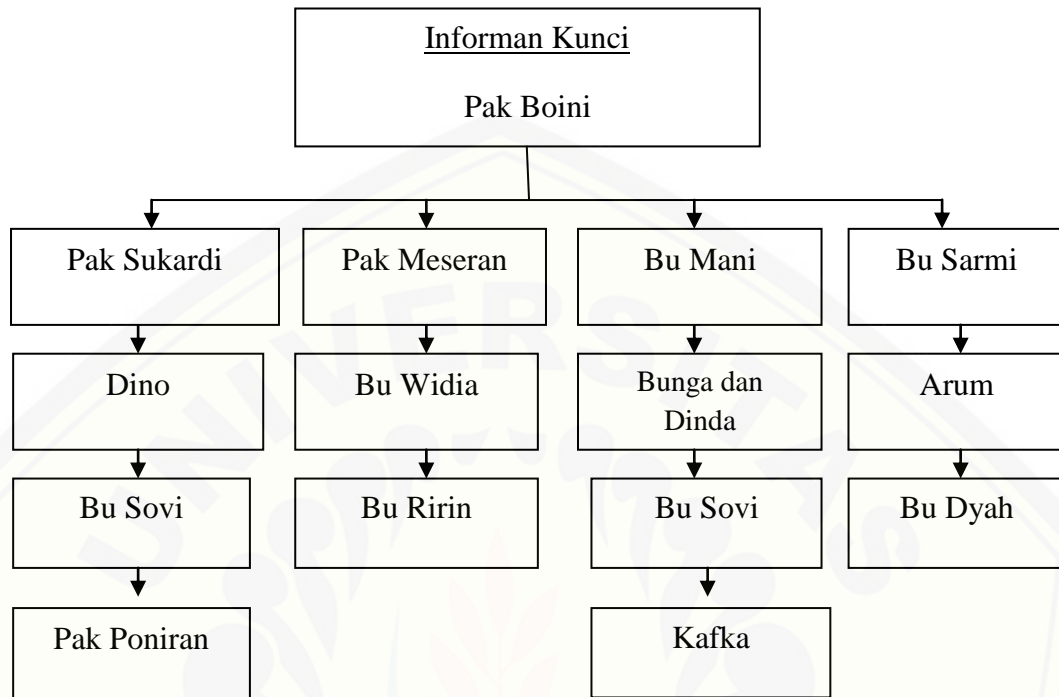 Informan Kunci
Pak Boini
Pak Sukardi
Pak Meseran
Bu Mani
Bu Sarmi
Dino
Bu Widia
Bunga dan
Dinda
Arum
Bu Sovi
Bu Ririn
Bu Sovi
Bu Dyah
Pak Poniran
Kafka
UNIVERSITAS